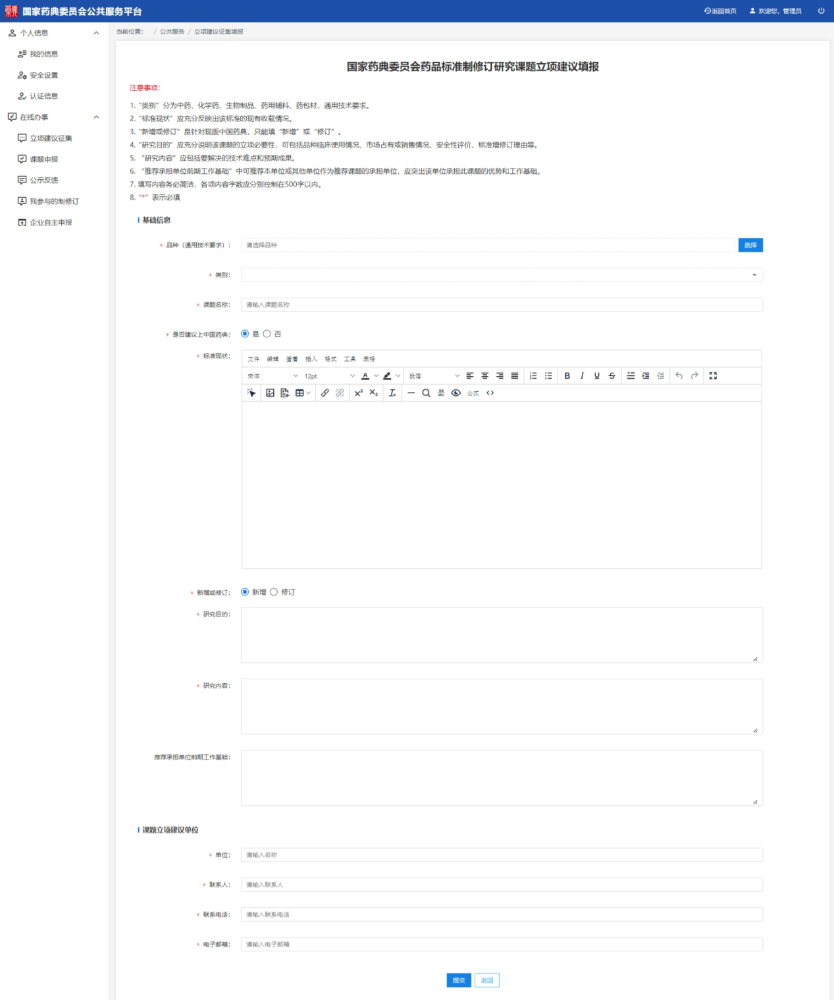 国家药典委员会公共服务平台
返回首页 欢迎您，管理员
个人信息
我的信息
安全设置
认证信息
在线办事
立项建议征集
课题申报
公示反馈
我参与的制修订
企业自主申报
当前位置： / 公共服务 / 立项建议征集填报
国家药典委员会药品标准制修订研究课题立项建议填报
注意事项：
1. “类别” 分为中药、化学药、生物制品、药用辅料、药包材、通用技术要求。
2. “标准现状” 应充分反映出该标准的现有收载情况。
3. “新增或修订” 是针对现版中国药典，只能填 “新增” 或 “修订” 。
4. “研究目的” 应充分说明该课题的立项必要性，可包括品种临床使用情况、市场占有或销售情况、安全性评价、标准增修订理由等。
5. “研究内容” 应包括要解决的技术难点和预期成果。
6. “推荐承担单位前期工作基础” 中可推荐本单位或其他单位作为推荐课题的承担单位，应突出该单位承担此课题的优势和工作基础。
7. 填写内容务必简洁，各项内容字数应分别控制在500字以内。
8. “*” 表示必填
基础信息
* 品种（通用技术要求）： 请选择品种 选择
* 类别：
* 课题名称： 请输入课题名称
* 是否建议上中国药典： 是 否
* 标准现状：
文件 编辑 查看 插入 格式 工具 表格
宋体 12pt A 段落 B I U S
公式
* 新增或修订： 新增 修订
* 研究目的：
* 研究内容：
推荐承担单位前期工作基础：
课题立项建议单位
* 单位： 请输入名称
* 联系人： 请输入联系人
* 联系电话： 请输入联系电话
* 电子邮箱： 请输入电子邮箱
提交 返回